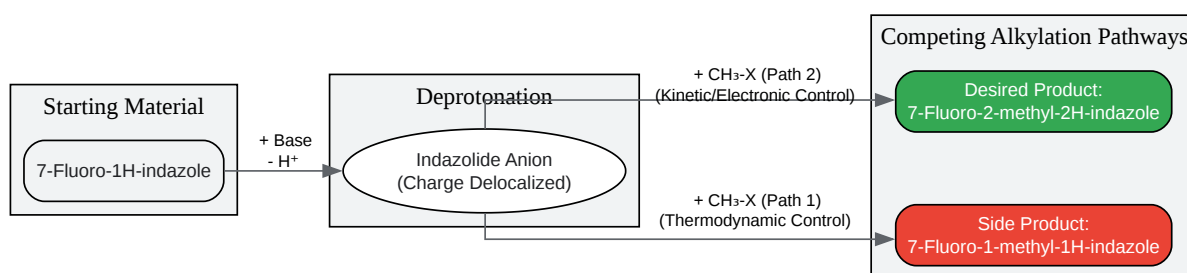 Starting Material
7-Fluoro-1H-indazole
+ Base
- H⁺
Deprotonation
Indazolide Anion
(Charge Delocalized)
+ CH₃-X (Path 2)
(Kinetic/Electronic Control)
+ CH₃-X (Path 1)
(Thermodynamic Control)
Competing Alkylation Pathways
Desired Product:
7-Fluoro-2-methyl-2H-indazole
Side Product:
7-Fluoro-1-methyl-1H-indazole